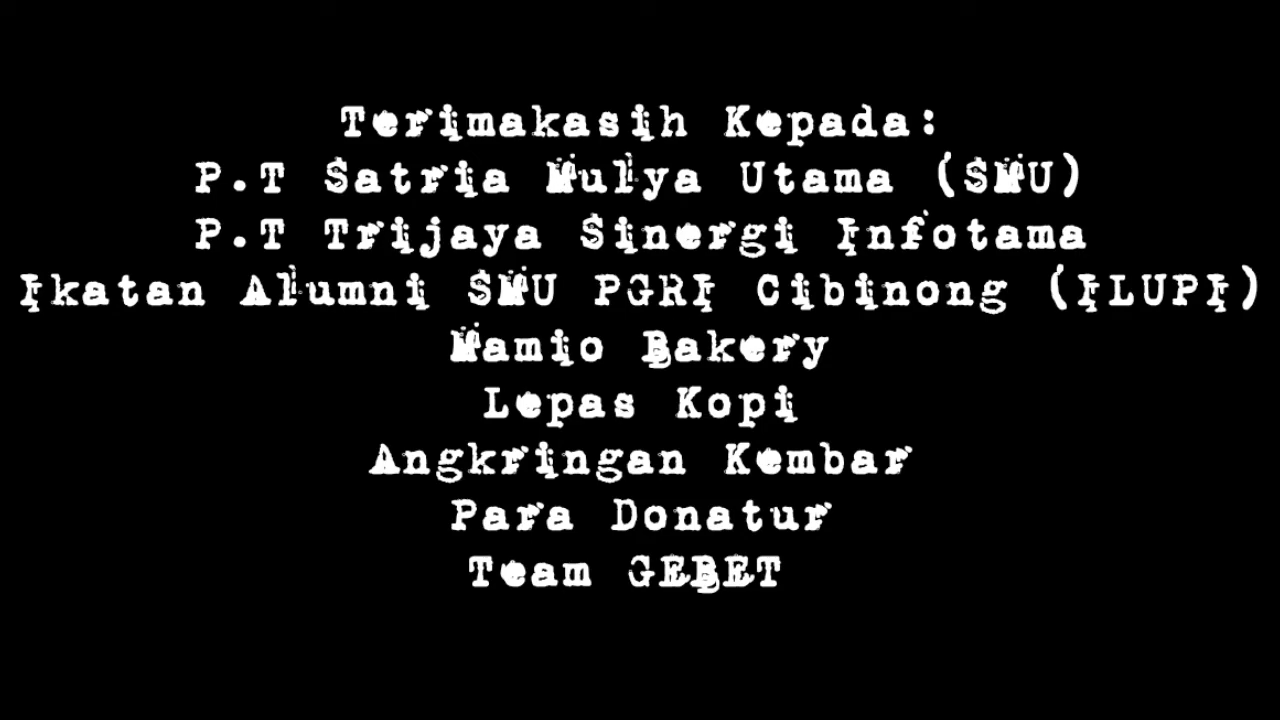 Terimakasih Kepada:
P.T Satria Mulya Utama (SMU)
P.T Trijaya Sinergi Infotama
Ikatan Alumni SMU PGRI Cibinong (ILUPI)
Mamio Bakery
Lepas Kopi
Angkringan Kembar
Para Donatur
Team GEBET